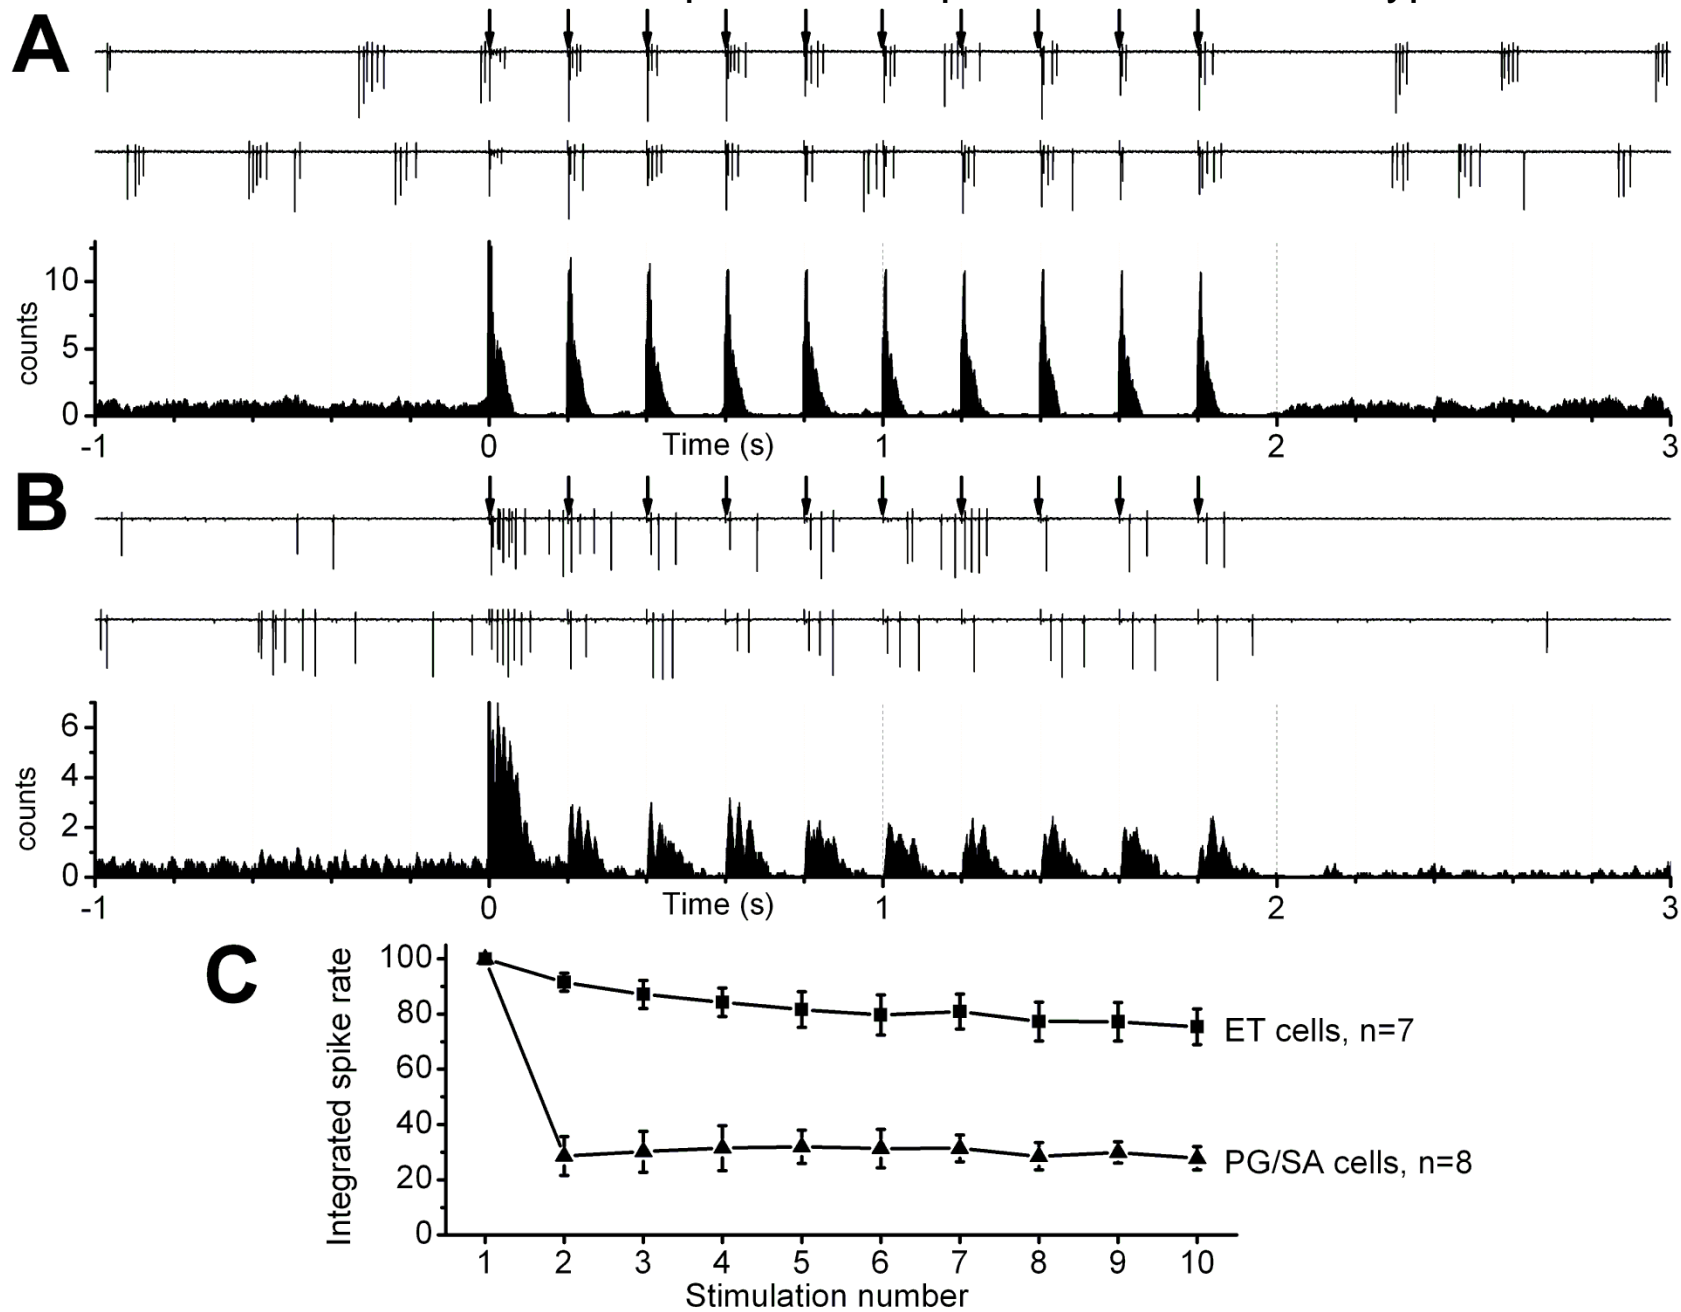 A
counts
10
5
0
-1 0 1 2 3
Time (s)
B
counts
6
4
2
0
-1 0 1 2 3
Time (s)
C
Integrated spike rate
100
80
60
40
20
0
ET cells, n=7
PG/SA cells, n=8
1 2 3 4 5 6 7 8 9 10
Stimulation number